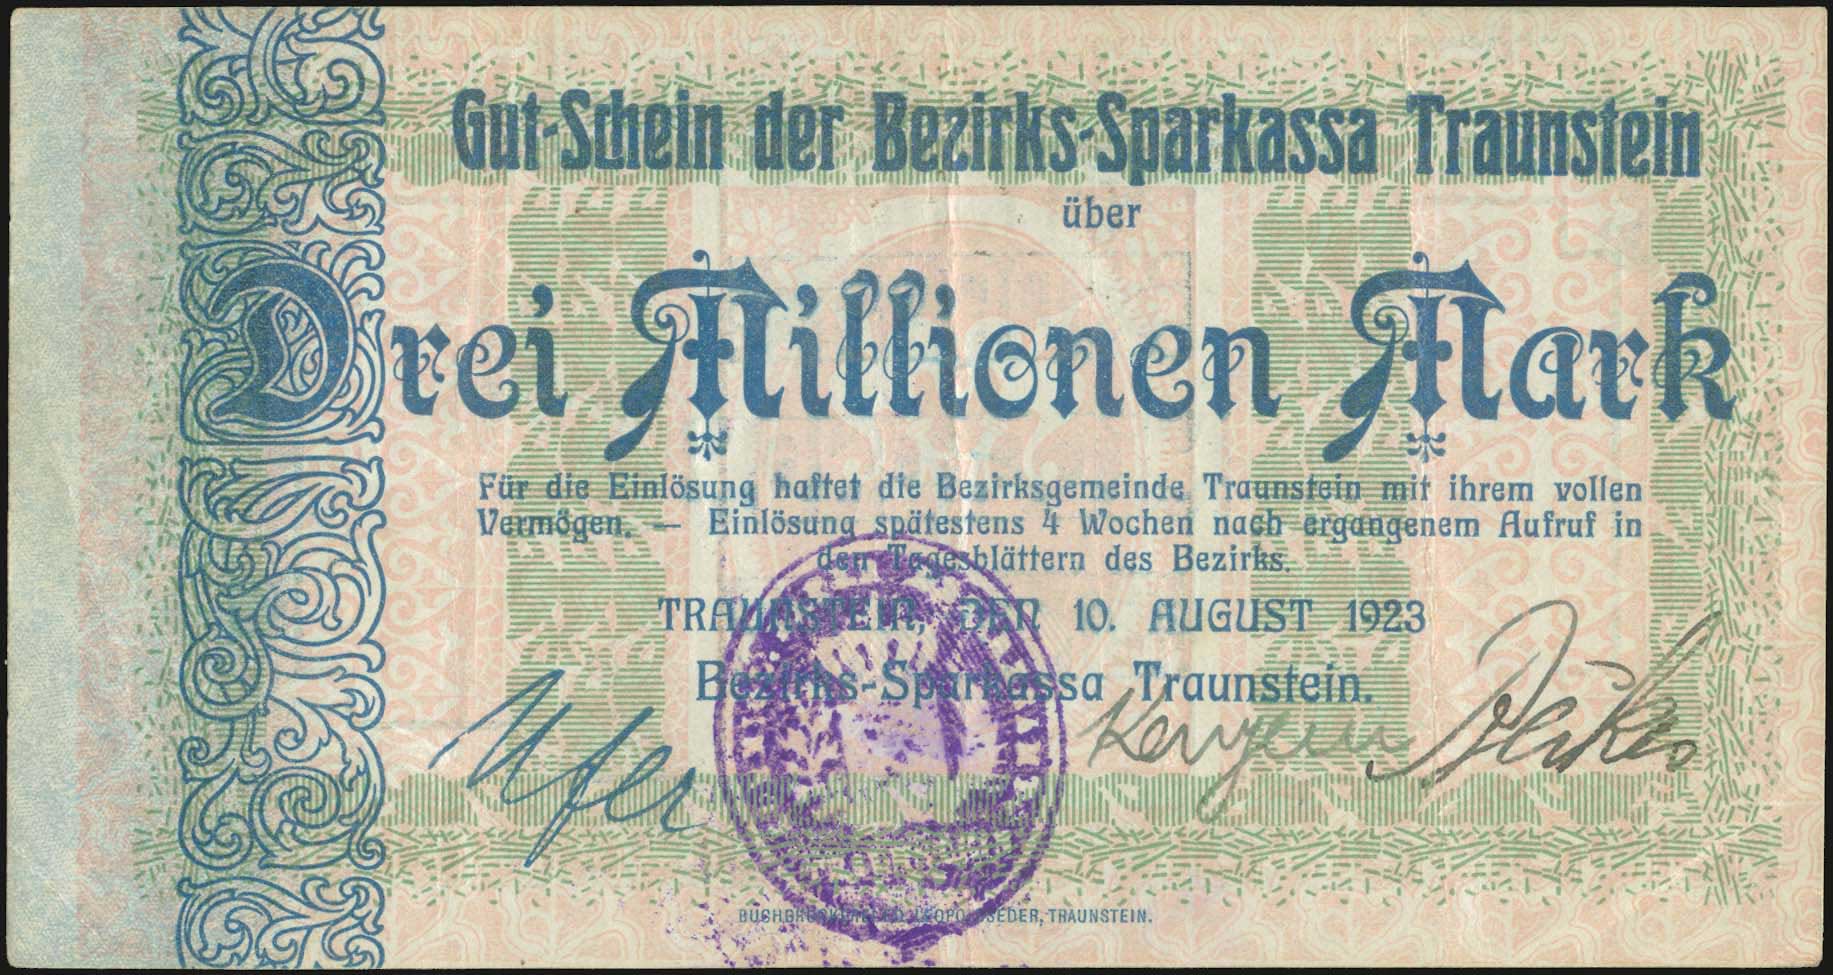 Gut-Schein der Bezirks-Sparkassa Traunstein
über
Drei Millionen Mark
Für die Einlösung haftet die Bezirksgemeinde Traunstein mit ihrem vollen
Vermögen. — Einlösung spätestens 4 Wochen nach ergangenem Aufruf in
den Tagesblättern des Bezirks.
TRAUNSTEIN, DEN 10. AUGUST 1923
Bezirks-Sparkassa Traunstein.
LEOPOLDSEDER, TRAUNSTEIN.